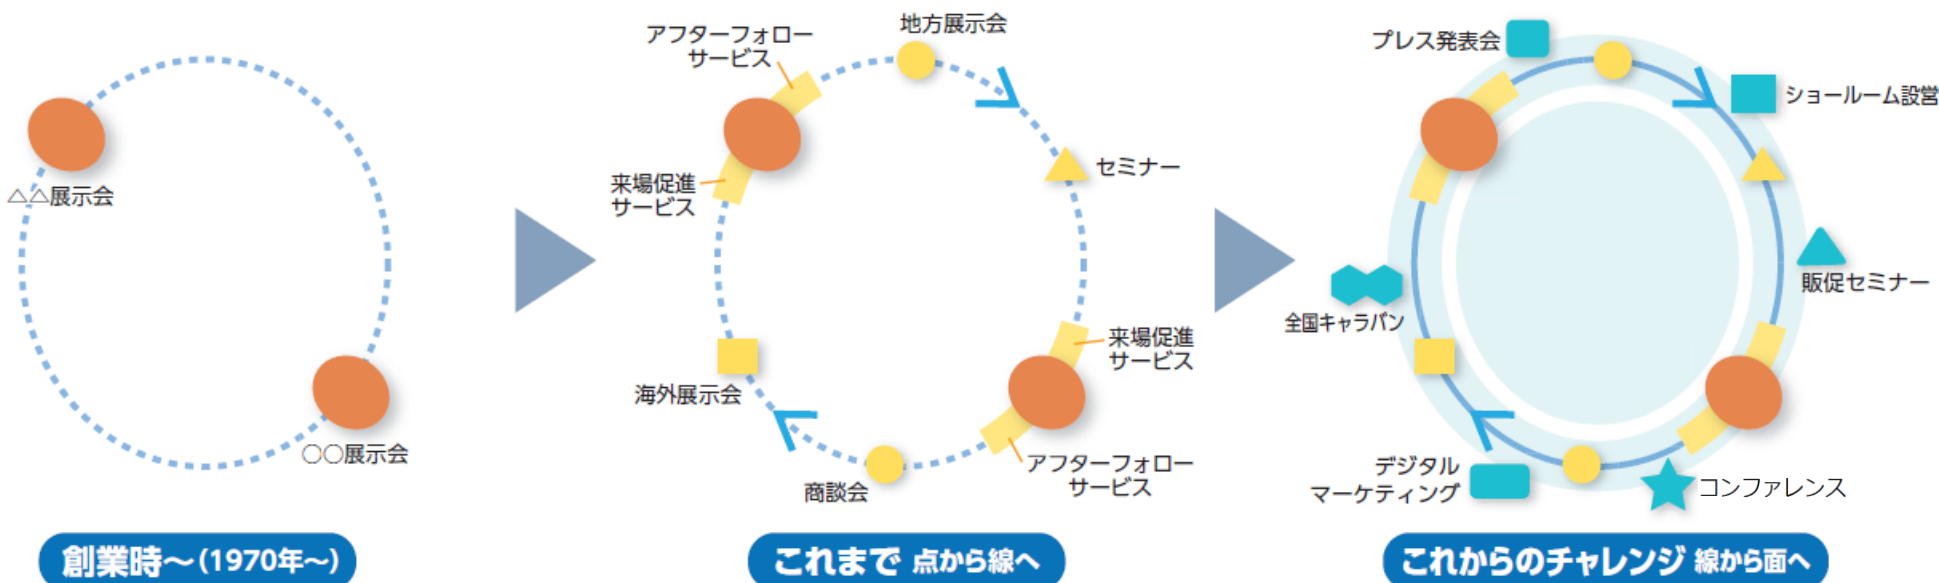 △△展示会
○○展示会
創業時～(1970年～)
アフターフォロー
サービス
地方展示会
セミナー
来場促進
サービス
来場促進
サービス
海外展示会
アフターフォロー
サービス
商談会
これまで 点から線へ
プレス発表会
ショールーム設営
販促セミナー
全国キャラバン
デジタル
マーケティング
コンファレンス
これからのチャレンジ 線から面へ